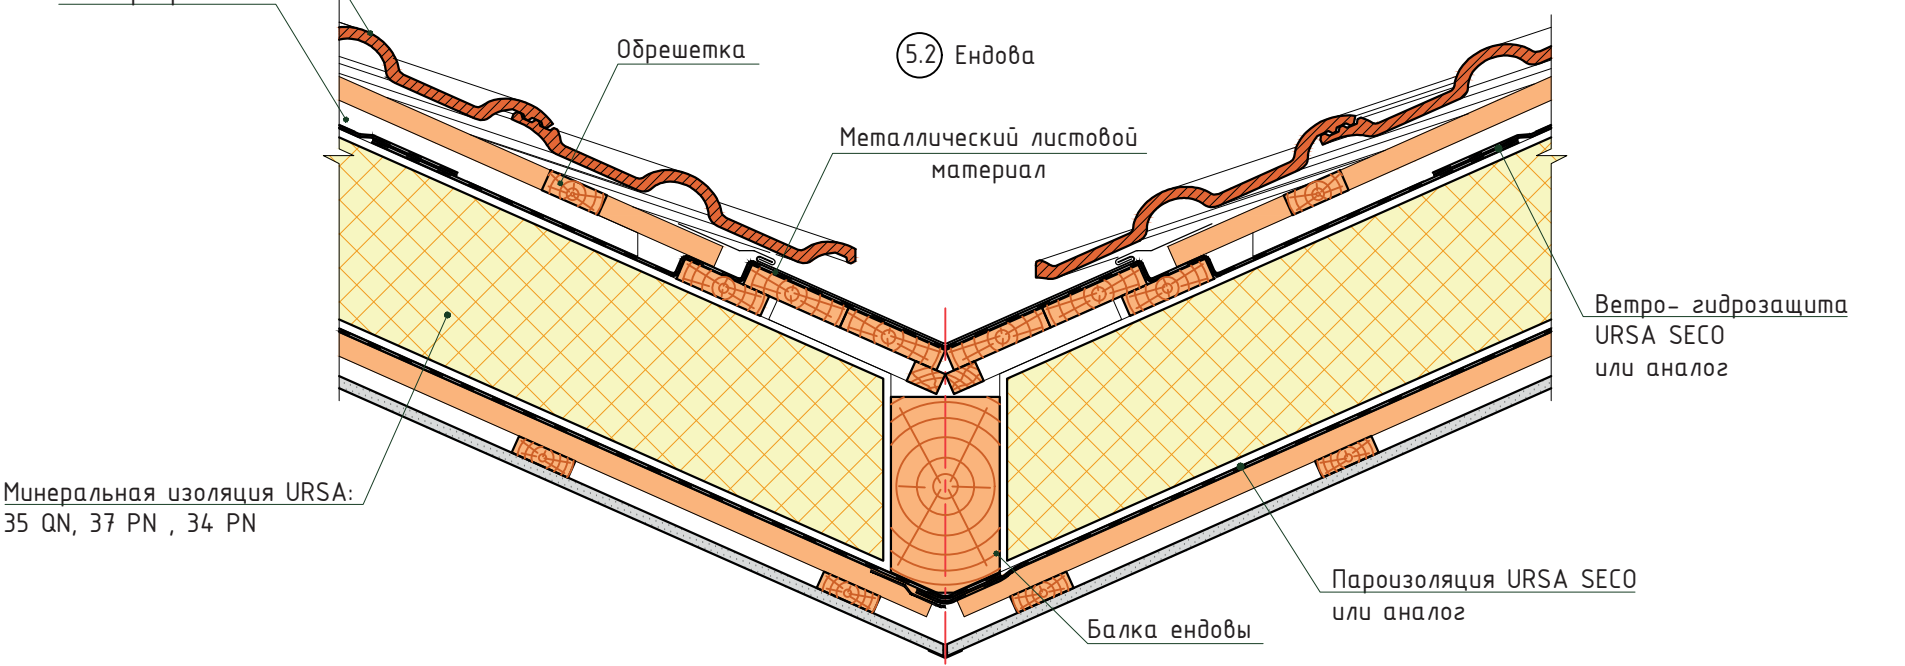 Обрешетка
5.2 Ендова
Металлический листовой
материал
Ветро- гидрозащита
URSA SECO
или аналог
Минеральная изоляция URSA:
35 QN, 37 PN , 34 PN
Пароизоляция URSA SECO
или аналог
Балка ендовы